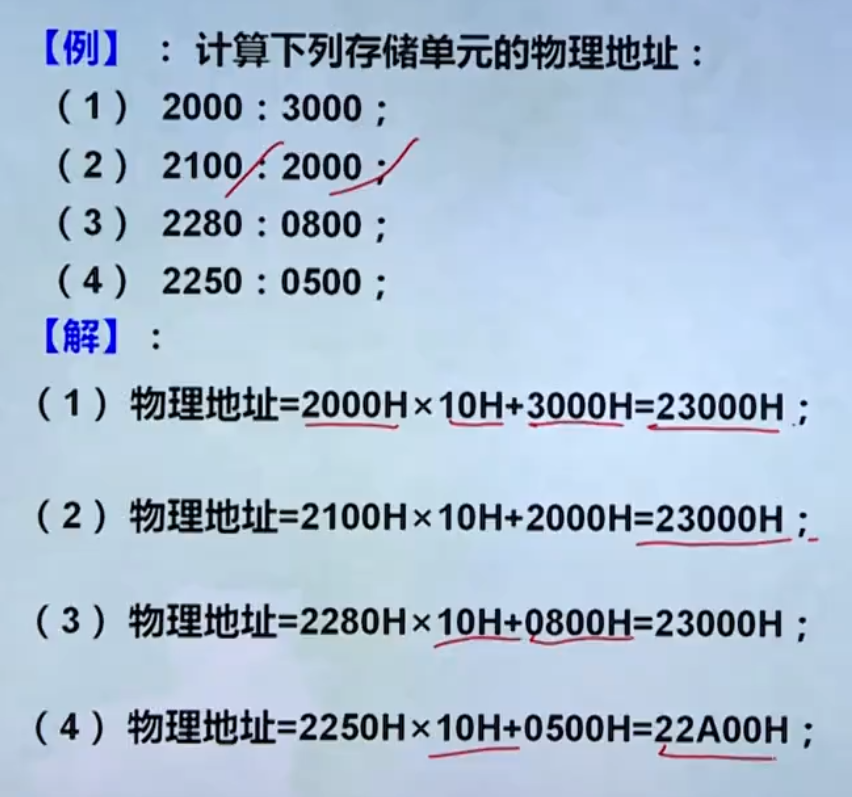 【例】 ：计算下列存储单元的物理地址：
（1） 2000：3000；
（2） 2100：2000；
（3） 2280：0800；
（4） 2250：0500；
【解】 ：
（1）物理地址=2000H×10H+3000H=23000H；
（2）物理地址=2100H×10H+2000H=23000H；
（3）物理地址=2280H×10H+0800H=23000H；
（4）物理地址=2250H×10H+0500H=22A00H；